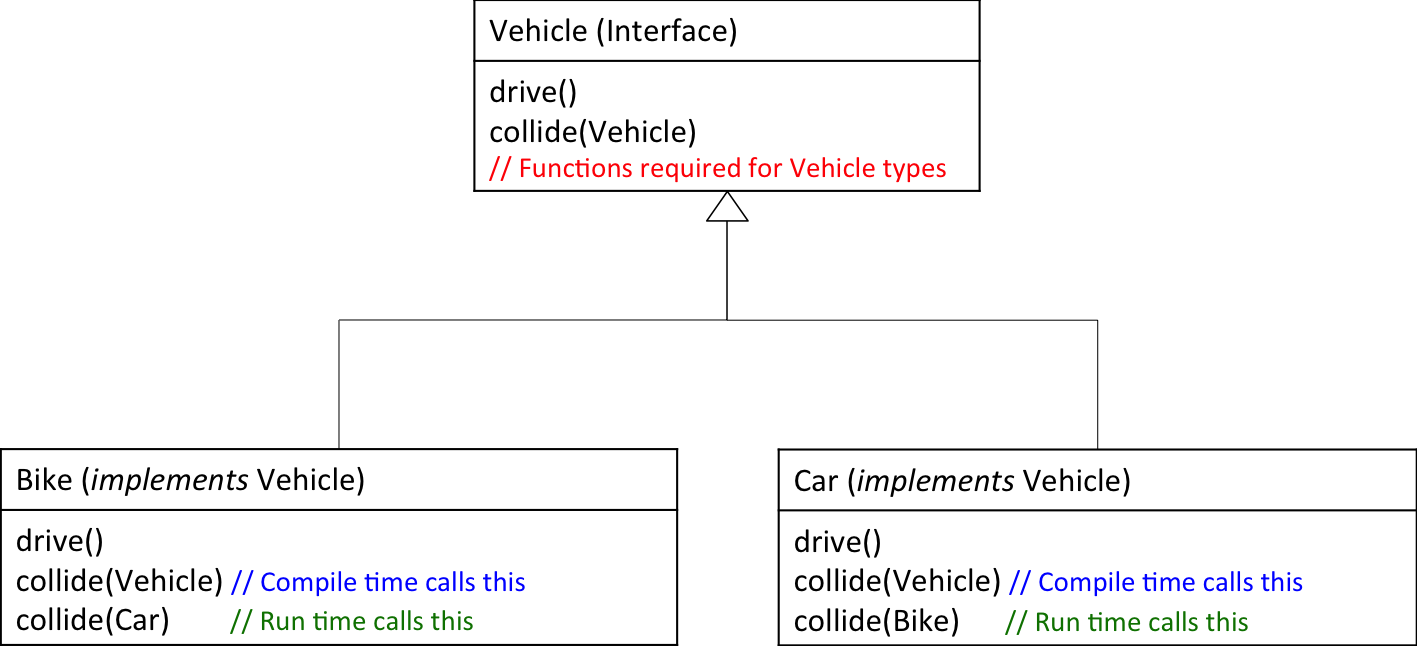 Vehicle (Interface)
drive()
collide(Vehicle)
// Functions required for Vehicle types
Bike (implements Vehicle)
drive()
collide(Vehicle) // Compile time calls this
collide(Car) // Run time calls this
Car (implements Vehicle)
drive()
collide(Vehicle) // Compile time calls this
collide(Bike) // Run time calls this